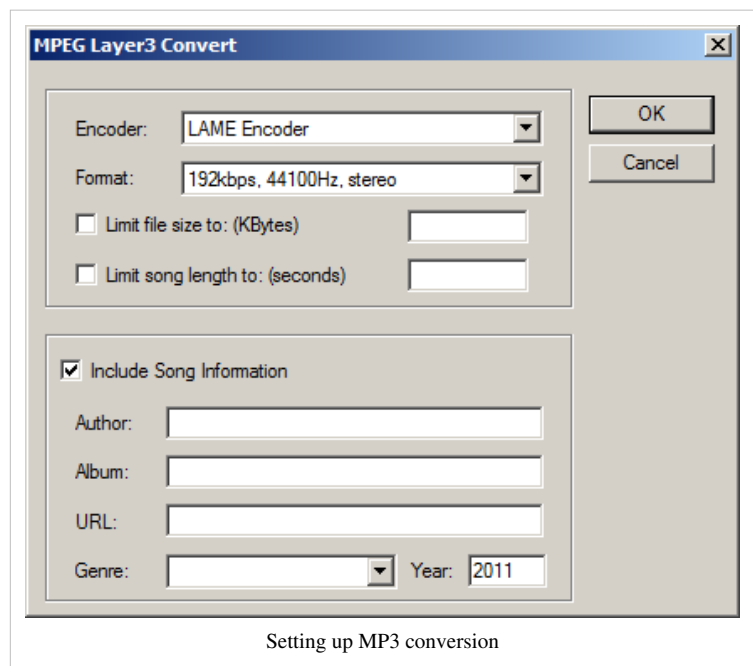 MPEG Layer3 Convert
Encoder: LAME Encoder
OK
Format: 192kbps, 44100Hz, stereo
Cancel
Limit file size to: (KBytes)
Limit song length to: (seconds)
Include Song Information
Author:
Album:
URL:
Genre: Year: 2011
Setting up MP3 conversion